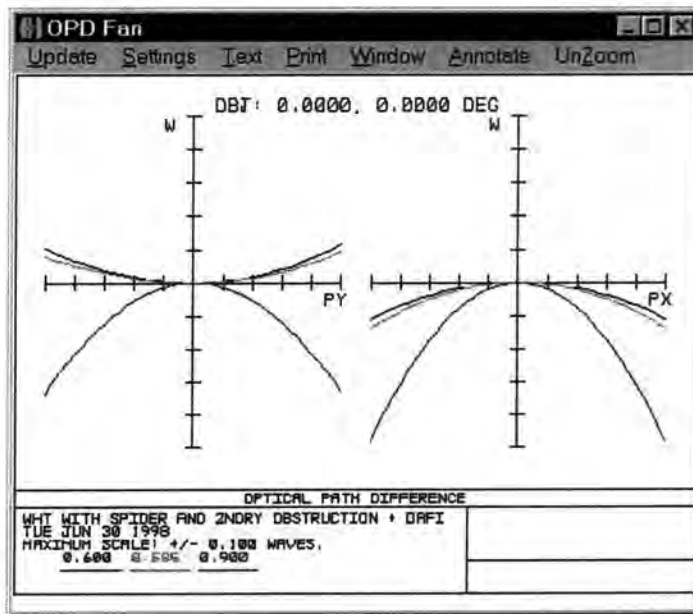 OPD Fan
Update Settings Text Print Window Annotate UnZoom
OBJ: 0.0000, 0.0000 DEG
W W
PY PX
OPTICAL PATH DIFFERENCE
WHT WITH SPIDER AND 2NDRY OBSTRUCTION + OAFI
TUE JUN 30 1998
MAXIMUM SCALE: +/- 0.100 WAVES.
0.600 0.900